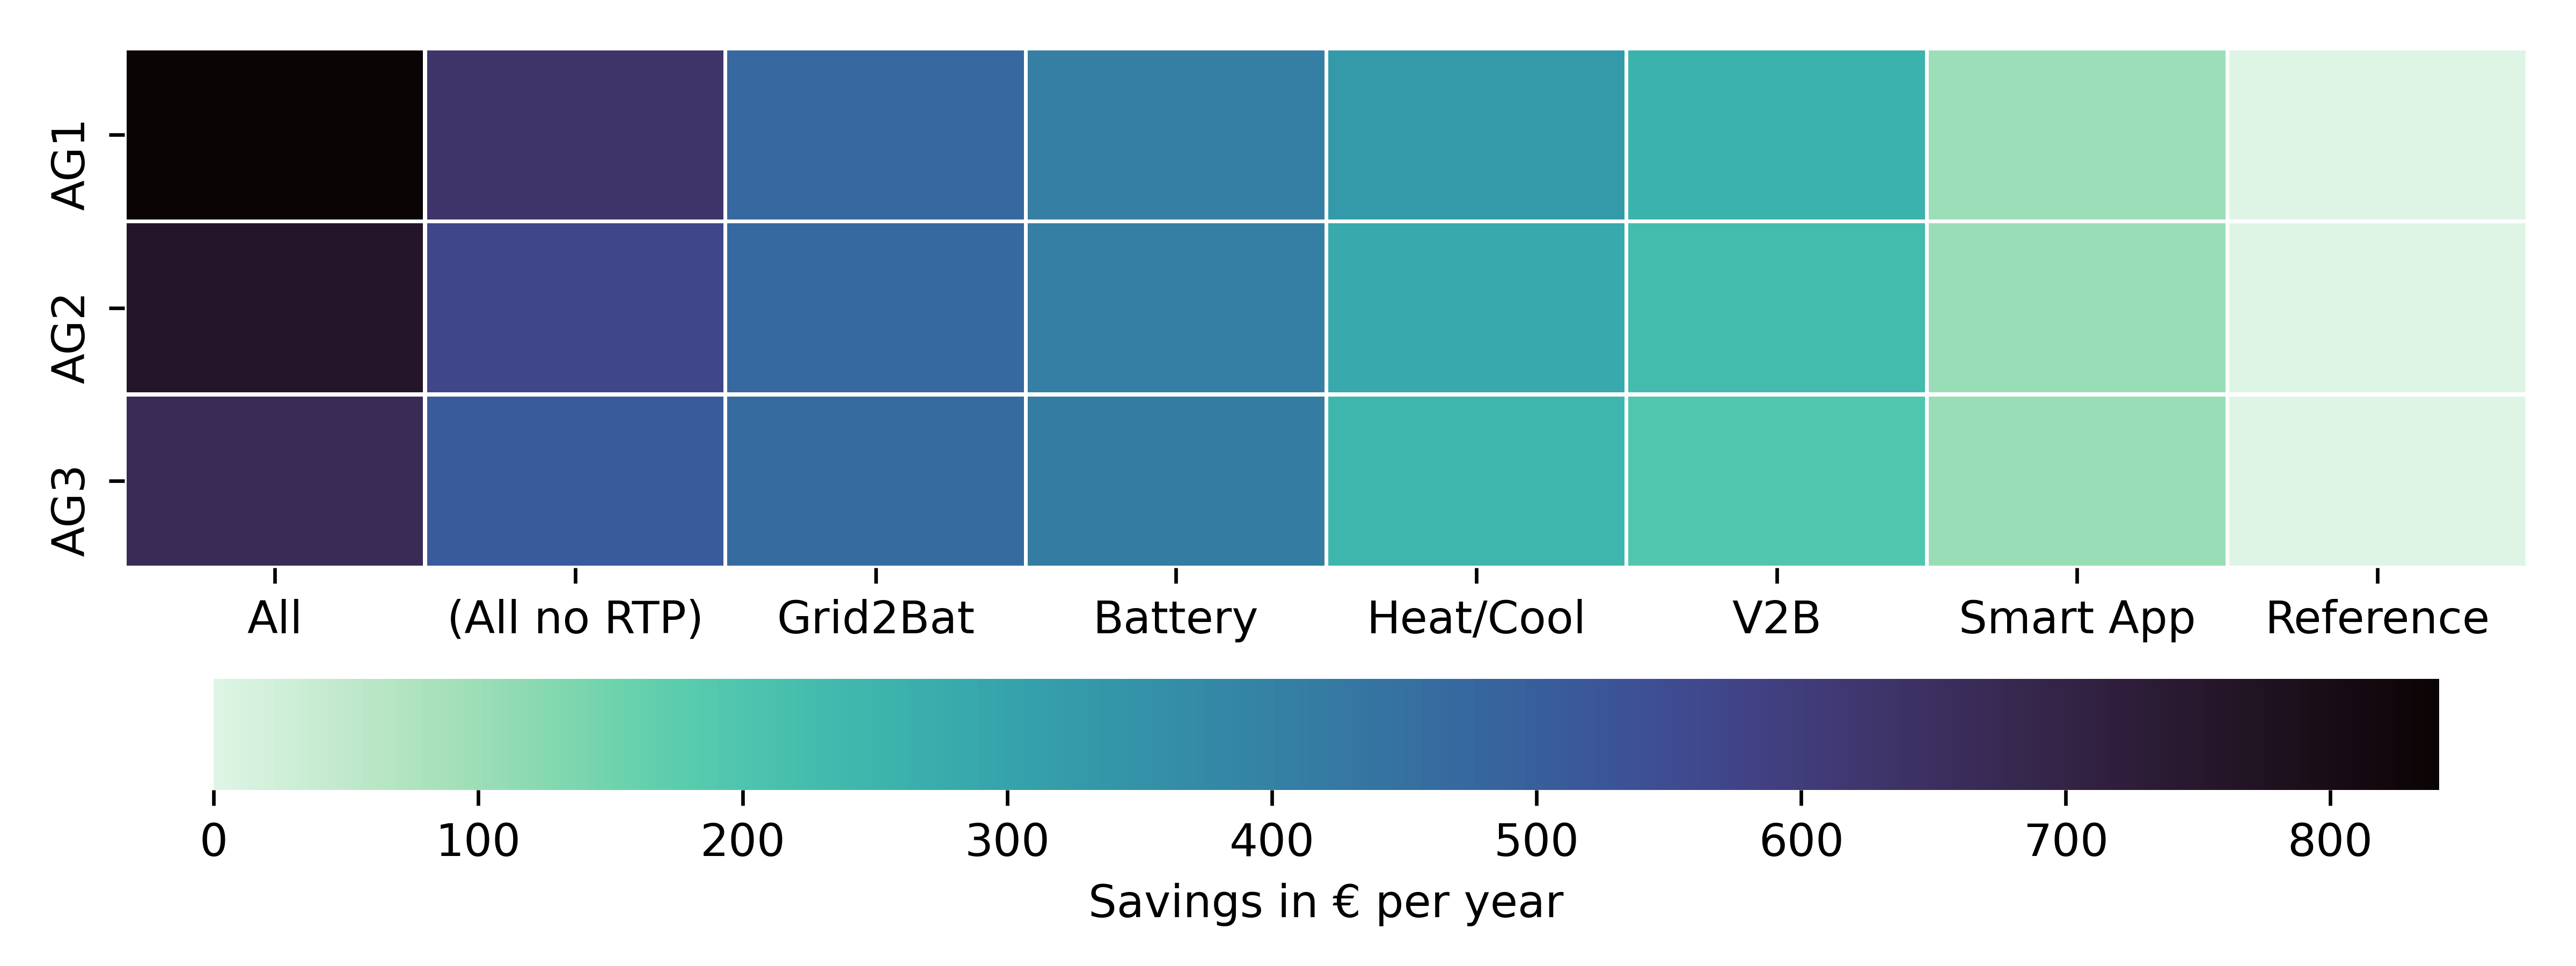 AG1
AG2
AG3
All (All no RTP) Grid2Bat Battery Heat/Cool V2B Smart App Reference
0 100 200 300 400 500 600 700 800
Savings in € per year